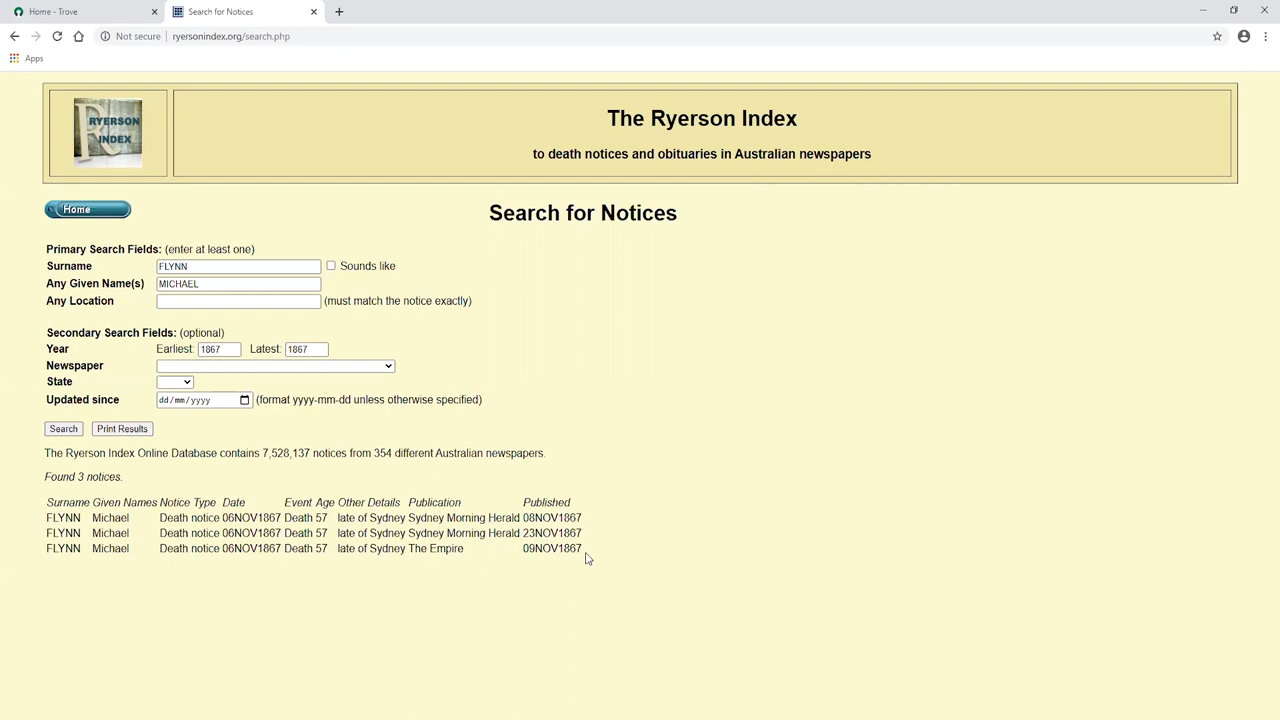 Home - Trove
Search for Notices
Not secure ryersonindex.org/search.php
Apps
RYERSON
INDEX
The Ryerson Index
to death notices and obituaries in Australian newspapers
Home
Search for Notices
Primary Search Fields: (enter at least one)
Surname FLYNN Sounds like
Any Given Name(s) MICHAEL
Any Location (must match the notice exactly)
Secondary Search Fields: (optional)
Year Earliest: 1867 Latest: 1867
Newspaper
State
Updated since dd/mm/yyyy (format yyyy-mm-dd unless otherwise specified)
Search Print Results
The Ryerson Index Online Database contains 7,528,137 notices from 354 different Australian newspapers.
Found 3 notices.
Surname Given Names Notice Type Date Event Age Other Details Publication Published
FLYNN Michael Death notice 06NOV1867 Death 57 late of Sydney Sydney Morning Herald 08NOV1867
FLYNN Michael Death notice 06NOV1867 Death 57 late of Sydney Sydney Morning Herald 23NOV1867
FLYNN Michael Death notice 06NOV1867 Death 57 late of Sydney The Empire 09NOV1867